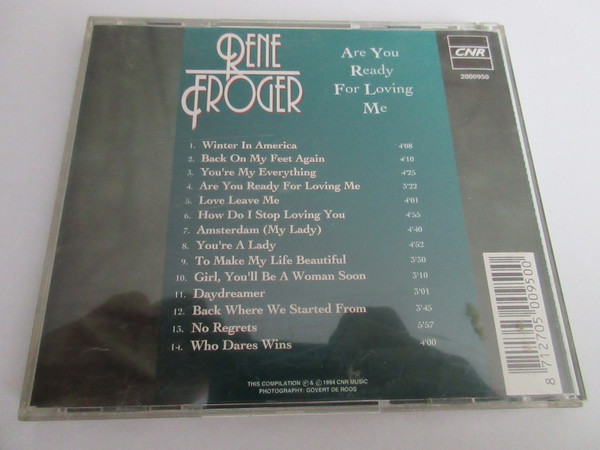 RENE
FROGER
Are You
Ready
For Loving
Me
CNR
2000950
1. Winter In America 4'08
2. Back On My Feet Again 4'10
3. You're My Everything 4'25
4. Are You Ready For Loving Me 3'22
5. Love Leave Me 4'01
6. How Do I Stop Loving You 4'55
7. Amsterdam (My Lady) 4'40
8. You're A Lady 4'52
9. To Make My Life Beautiful 3'30
10. Girl, You'll Be A Woman Soon 3'10
11. Daydreamer 3'01
12. Back Where We Started From 3'45
13. No Regrets 5'57
14. Who Dares Wins 4'00
THIS COMPILATION ℗ & © 1994 CNR MUSIC
PHOTOGRAPHY: GOVERT DE ROOS
8 712705 009500